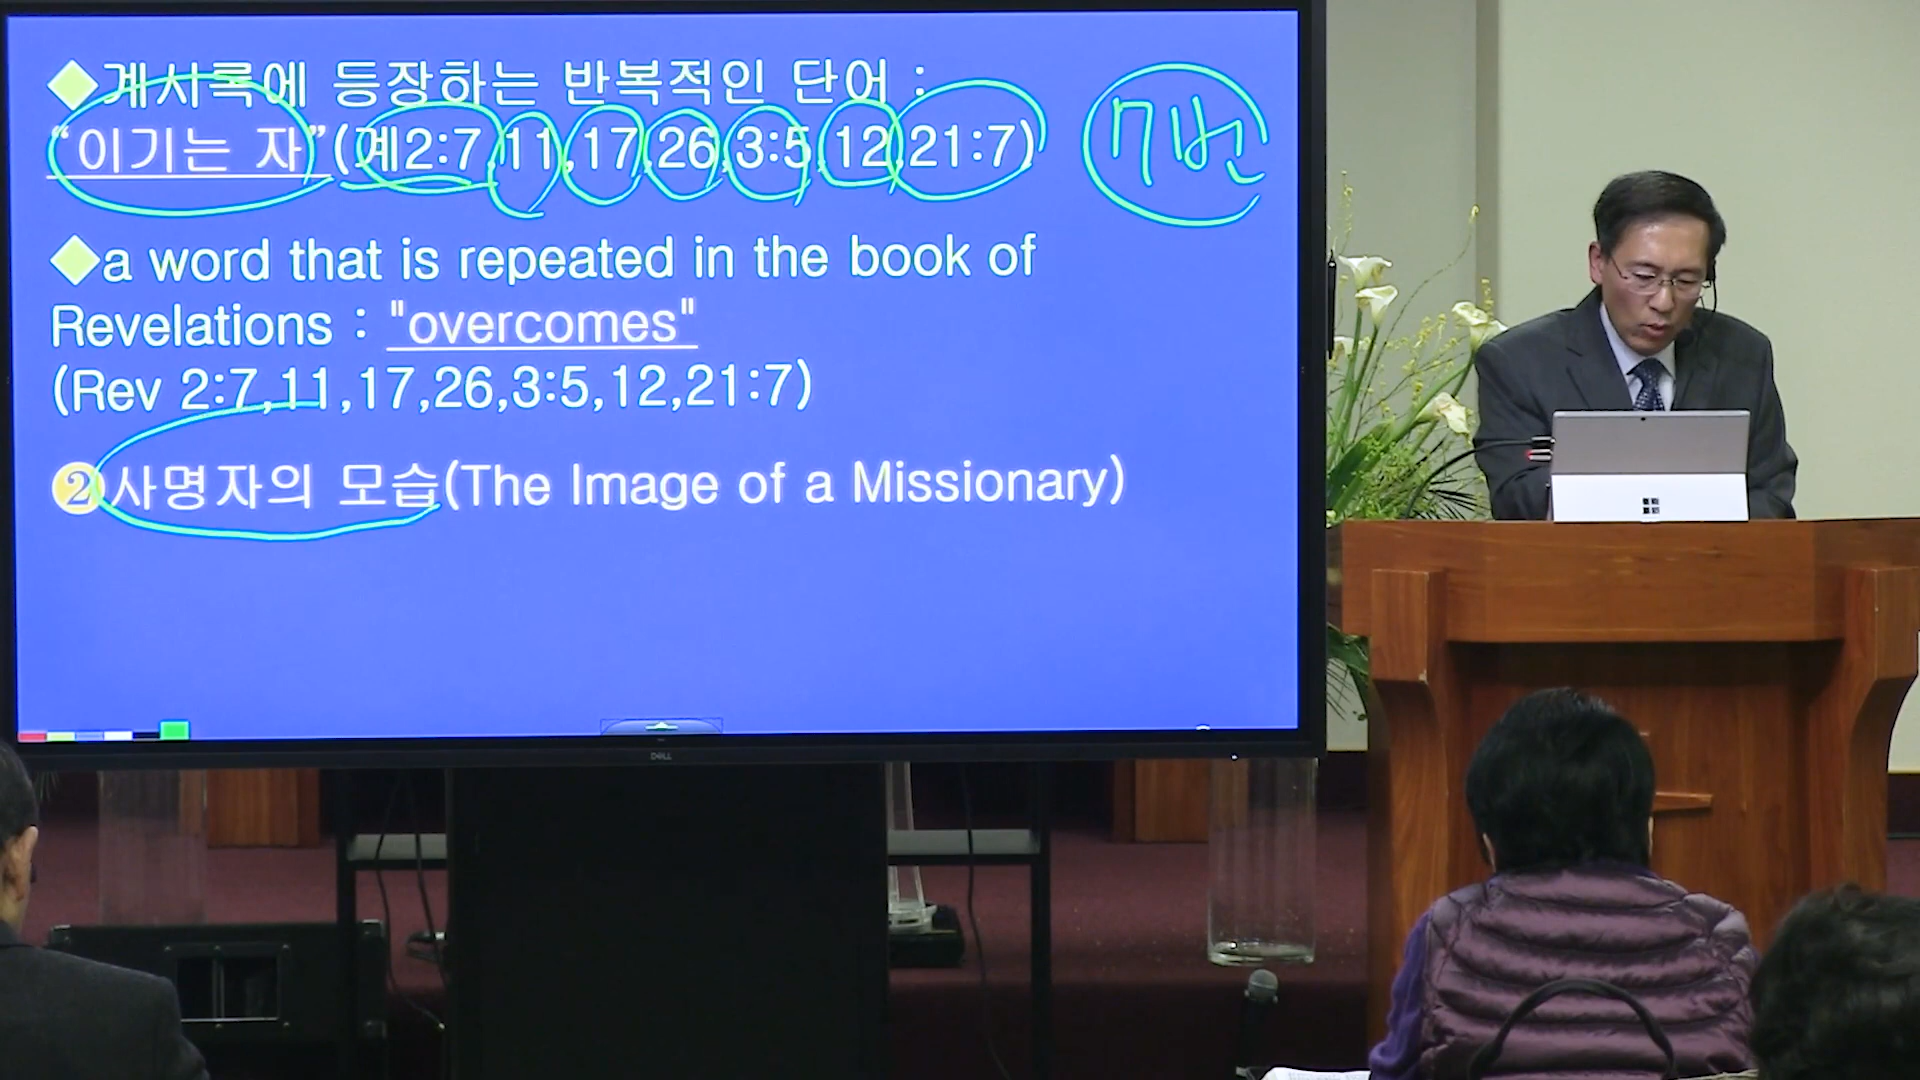 ◆계시록에 등장하는 반복적인 단어 :
“이기는 자”(계2:7,11,17,26,3:5,12,21:7) 7번
◆a word that is repeated in the book of
Revelations : "overcomes"
(Rev 2:7,11,17,26,3:5,12,21:7)
❷사명자의 모습(The Image of a Missionary)
DELL